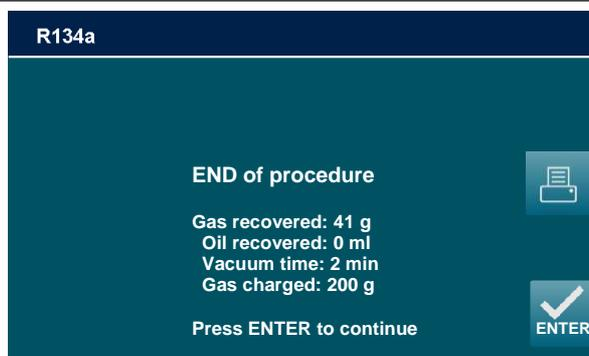 R134a
END of procedure
Gas recovered: 41 g
Oil recovered: 0 ml
Vacuum time: 2 min
Gas charged: 200 g
Press ENTER to continue
ENTER